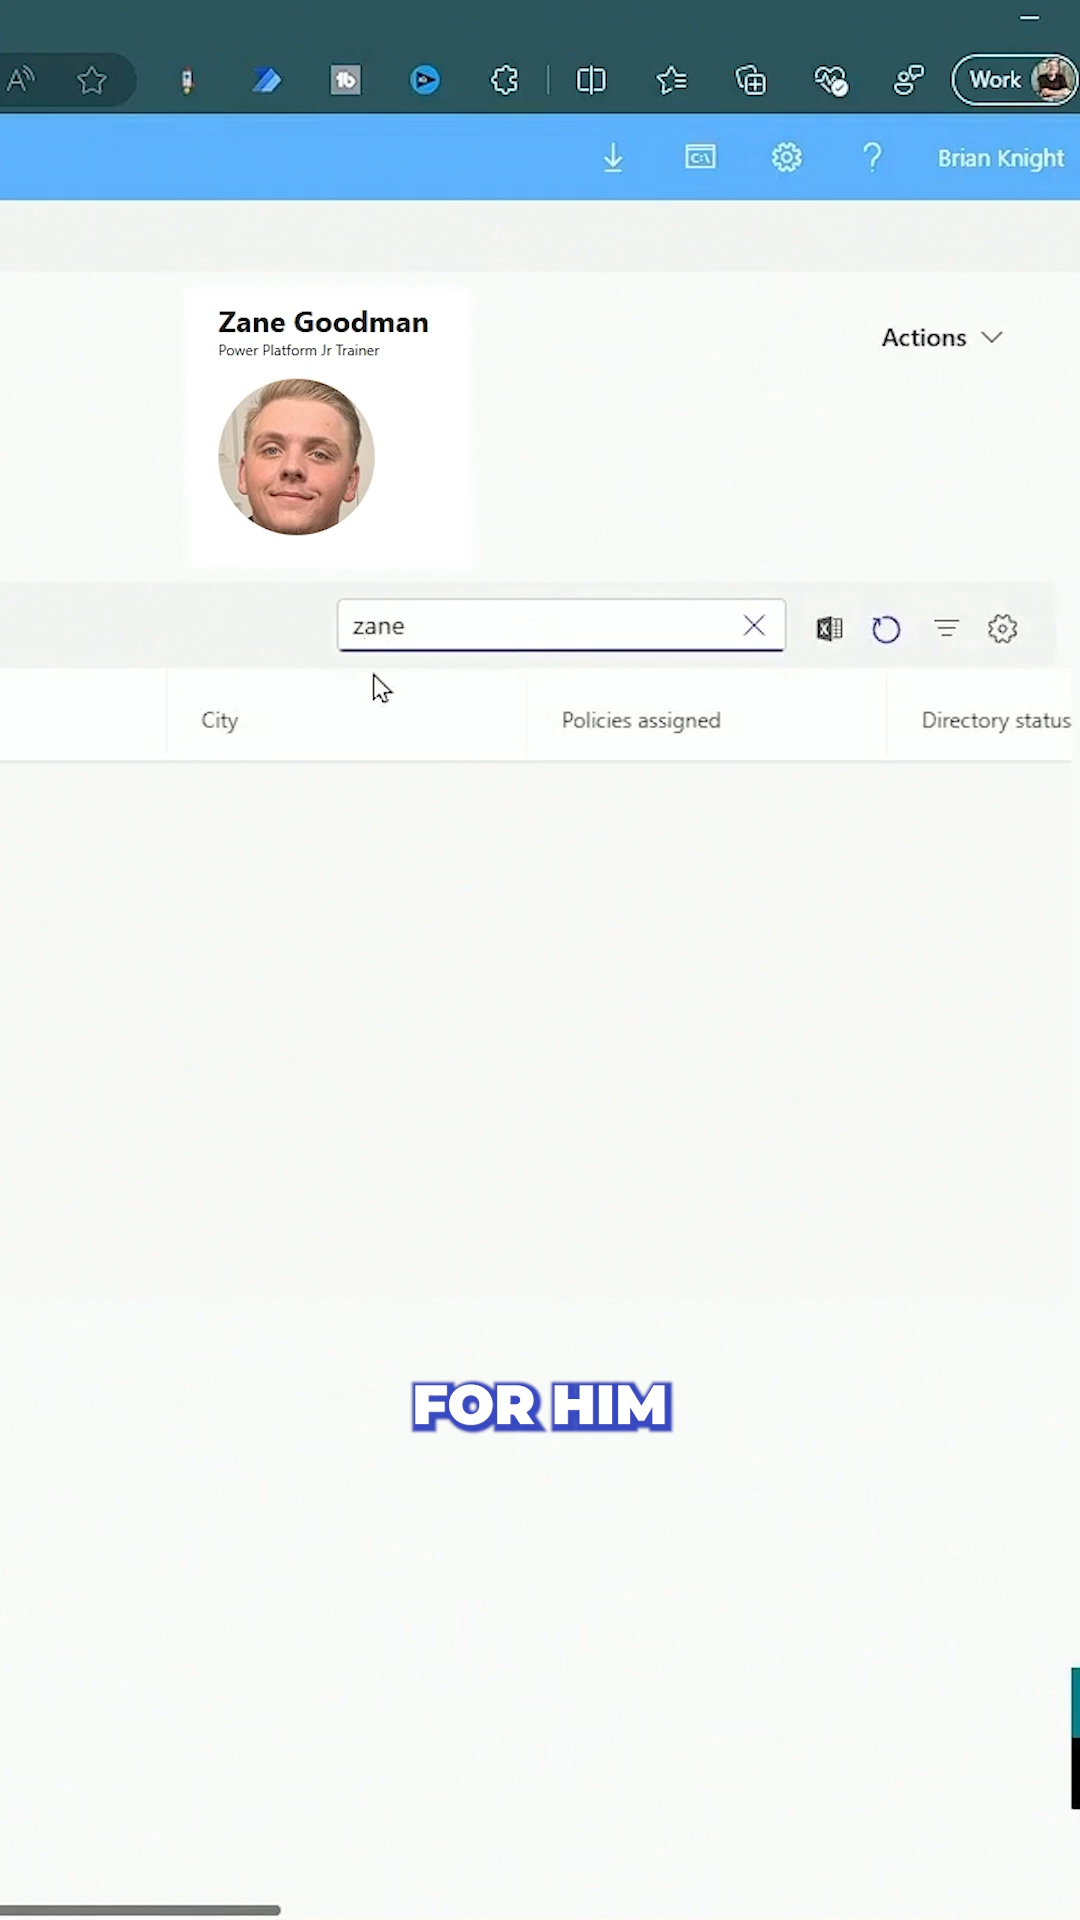 Work
C:\
?
Brian Knight
Zane Goodman
Power Platform Jr Trainer
Actions
zane
City
Policies assigned
Directory status
FOR HIM